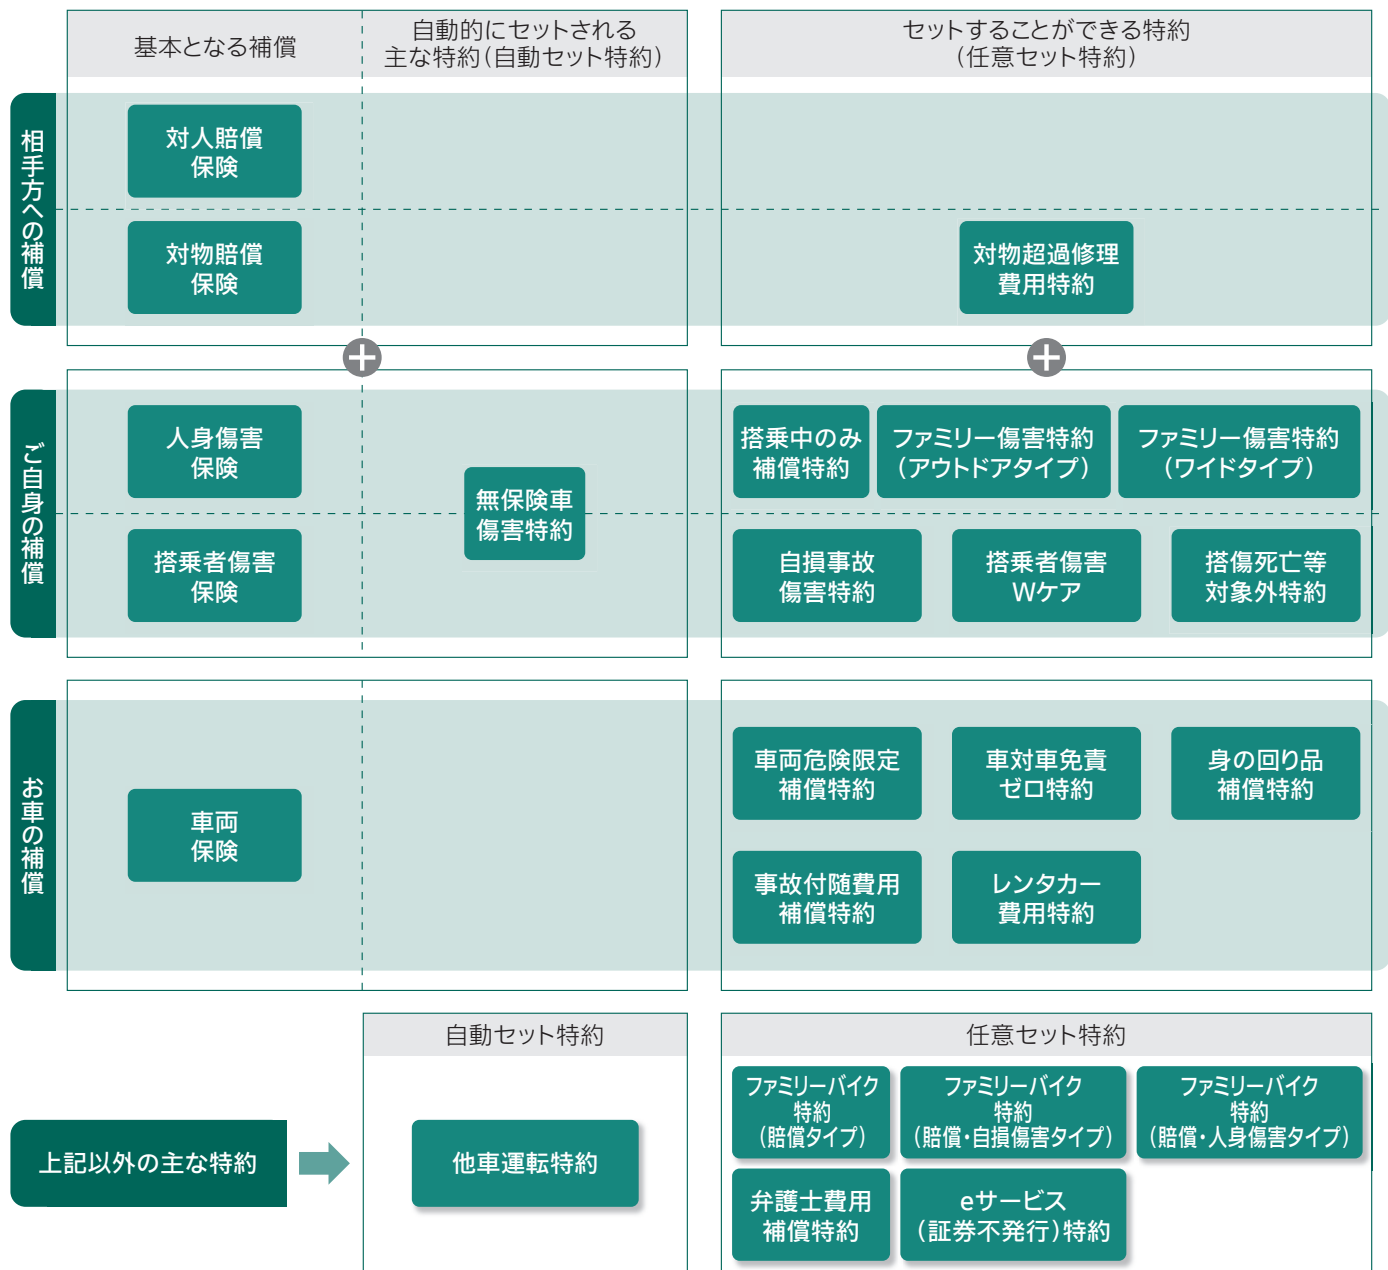 基本となる補償
自動的にセットされる
主な特約(自動セット特約)
セットすることができる特約
(任意セット特約)
相手方への補償
対人賠償
保険
対物賠償
保険
対物超過修理
費用特約
ご自身の補償
人身傷害
保険
搭乗者傷害
保険
無保険車
傷害特約
搭乗中のみ
補償特約
ファミリー傷害特約
(アウトドアタイプ)
ファミリー傷害特約
(ワイドタイプ)
自損事故
傷害特約
搭乗者傷害
Wケア
搭傷死亡等
対象外特約
お車の補償
車両
保険
車両危険限定
補償特約
車対車免責
ゼロ特約
身の回り品
補償特約
事故付随費用
補償特約
レンタカー
費用特約
上記以外の主な特約
自動セット特約
他車運転特約
任意セット特約
ファミリーバイク
特約
(賠償タイプ)
ファミリーバイク
特約
(賠償・自損傷害タイプ)
ファミリーバイク
特約
(賠償・人身傷害タイプ)
弁護士費用
補償特約
eサービス
(証券不発行)特約